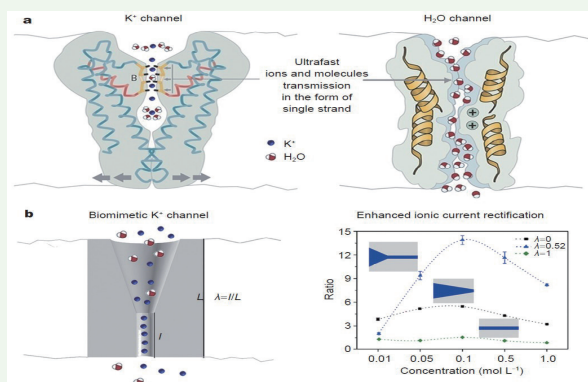 a
K⁺ channel
H₂O channel
B
Ultrafast
ions and molecules
transmission
in the form of
single strand
K⁺
H₂O
b
Biomimetic K⁺ channel
L
λ=l/L
l
Enhanced ionic current rectification
15
12
9
6
3
0
Ratio
λ=0
λ=0.52
λ=1
0.01
0.05
0.1
0.5
1.0
Concentration (mol L⁻¹)